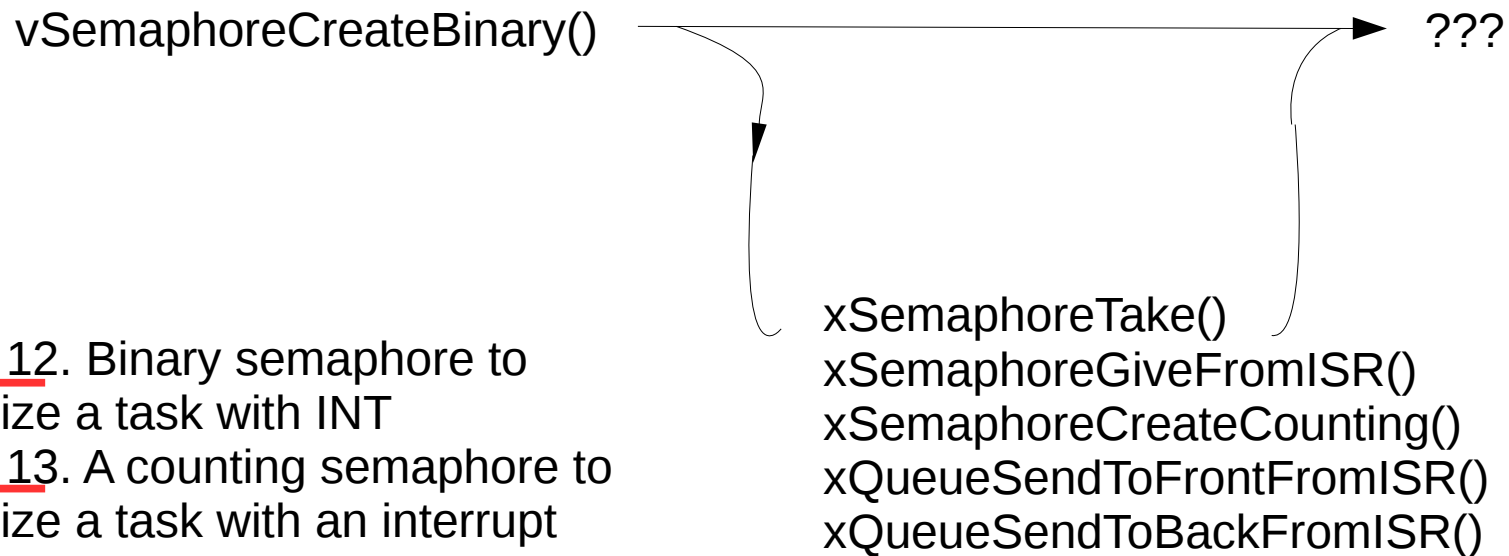 vSemaphoreCreateBinary()
???
12. Binary semaphore to
ize a task with INT
13. A counting semaphore to
ize a task with an interrupt
xSemaphoreTake()
xSemaphoreGiveFromISR()
xSemaphoreCreateCounting()
xQueueSendToFrontFromISR()
xQueueSendToBackFromISR()